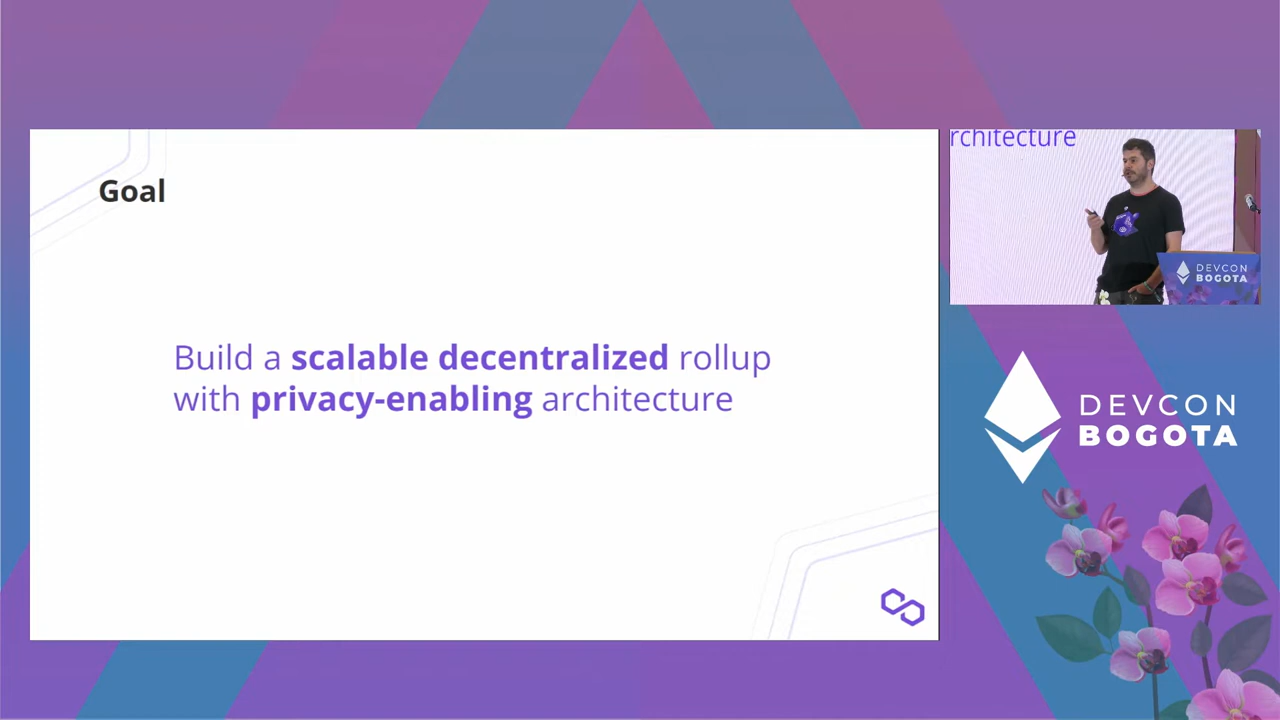 Goal
Build a scalable decentralized rollup
with privacy-enabling architecture
rchitecture
DEVCON
BOGOTA
DEVCON
BOGOTA